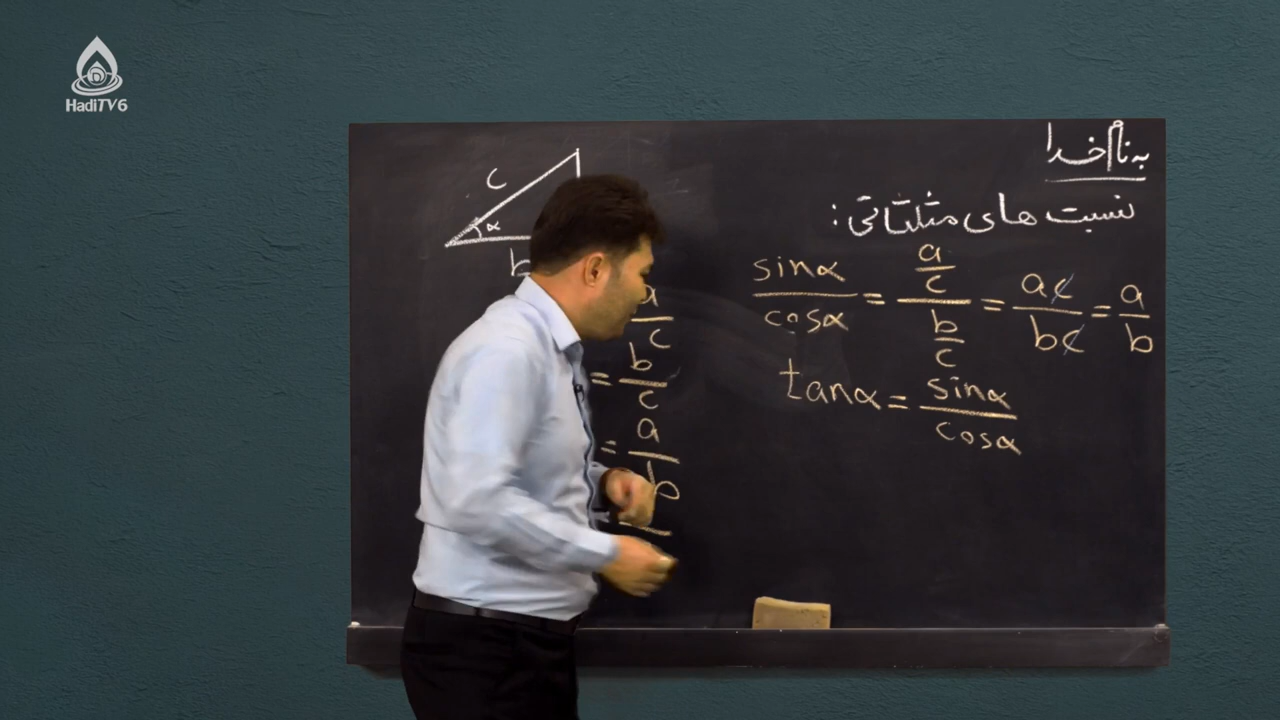 HadiTV6
به نام خدا
نسبت های مثلثاتی :
sinα/cosα = (a/c)/(b/c) = ac/bc = a/b
tanα = sinα/cosα
c
α
b
a/c
= b/c
= a/b